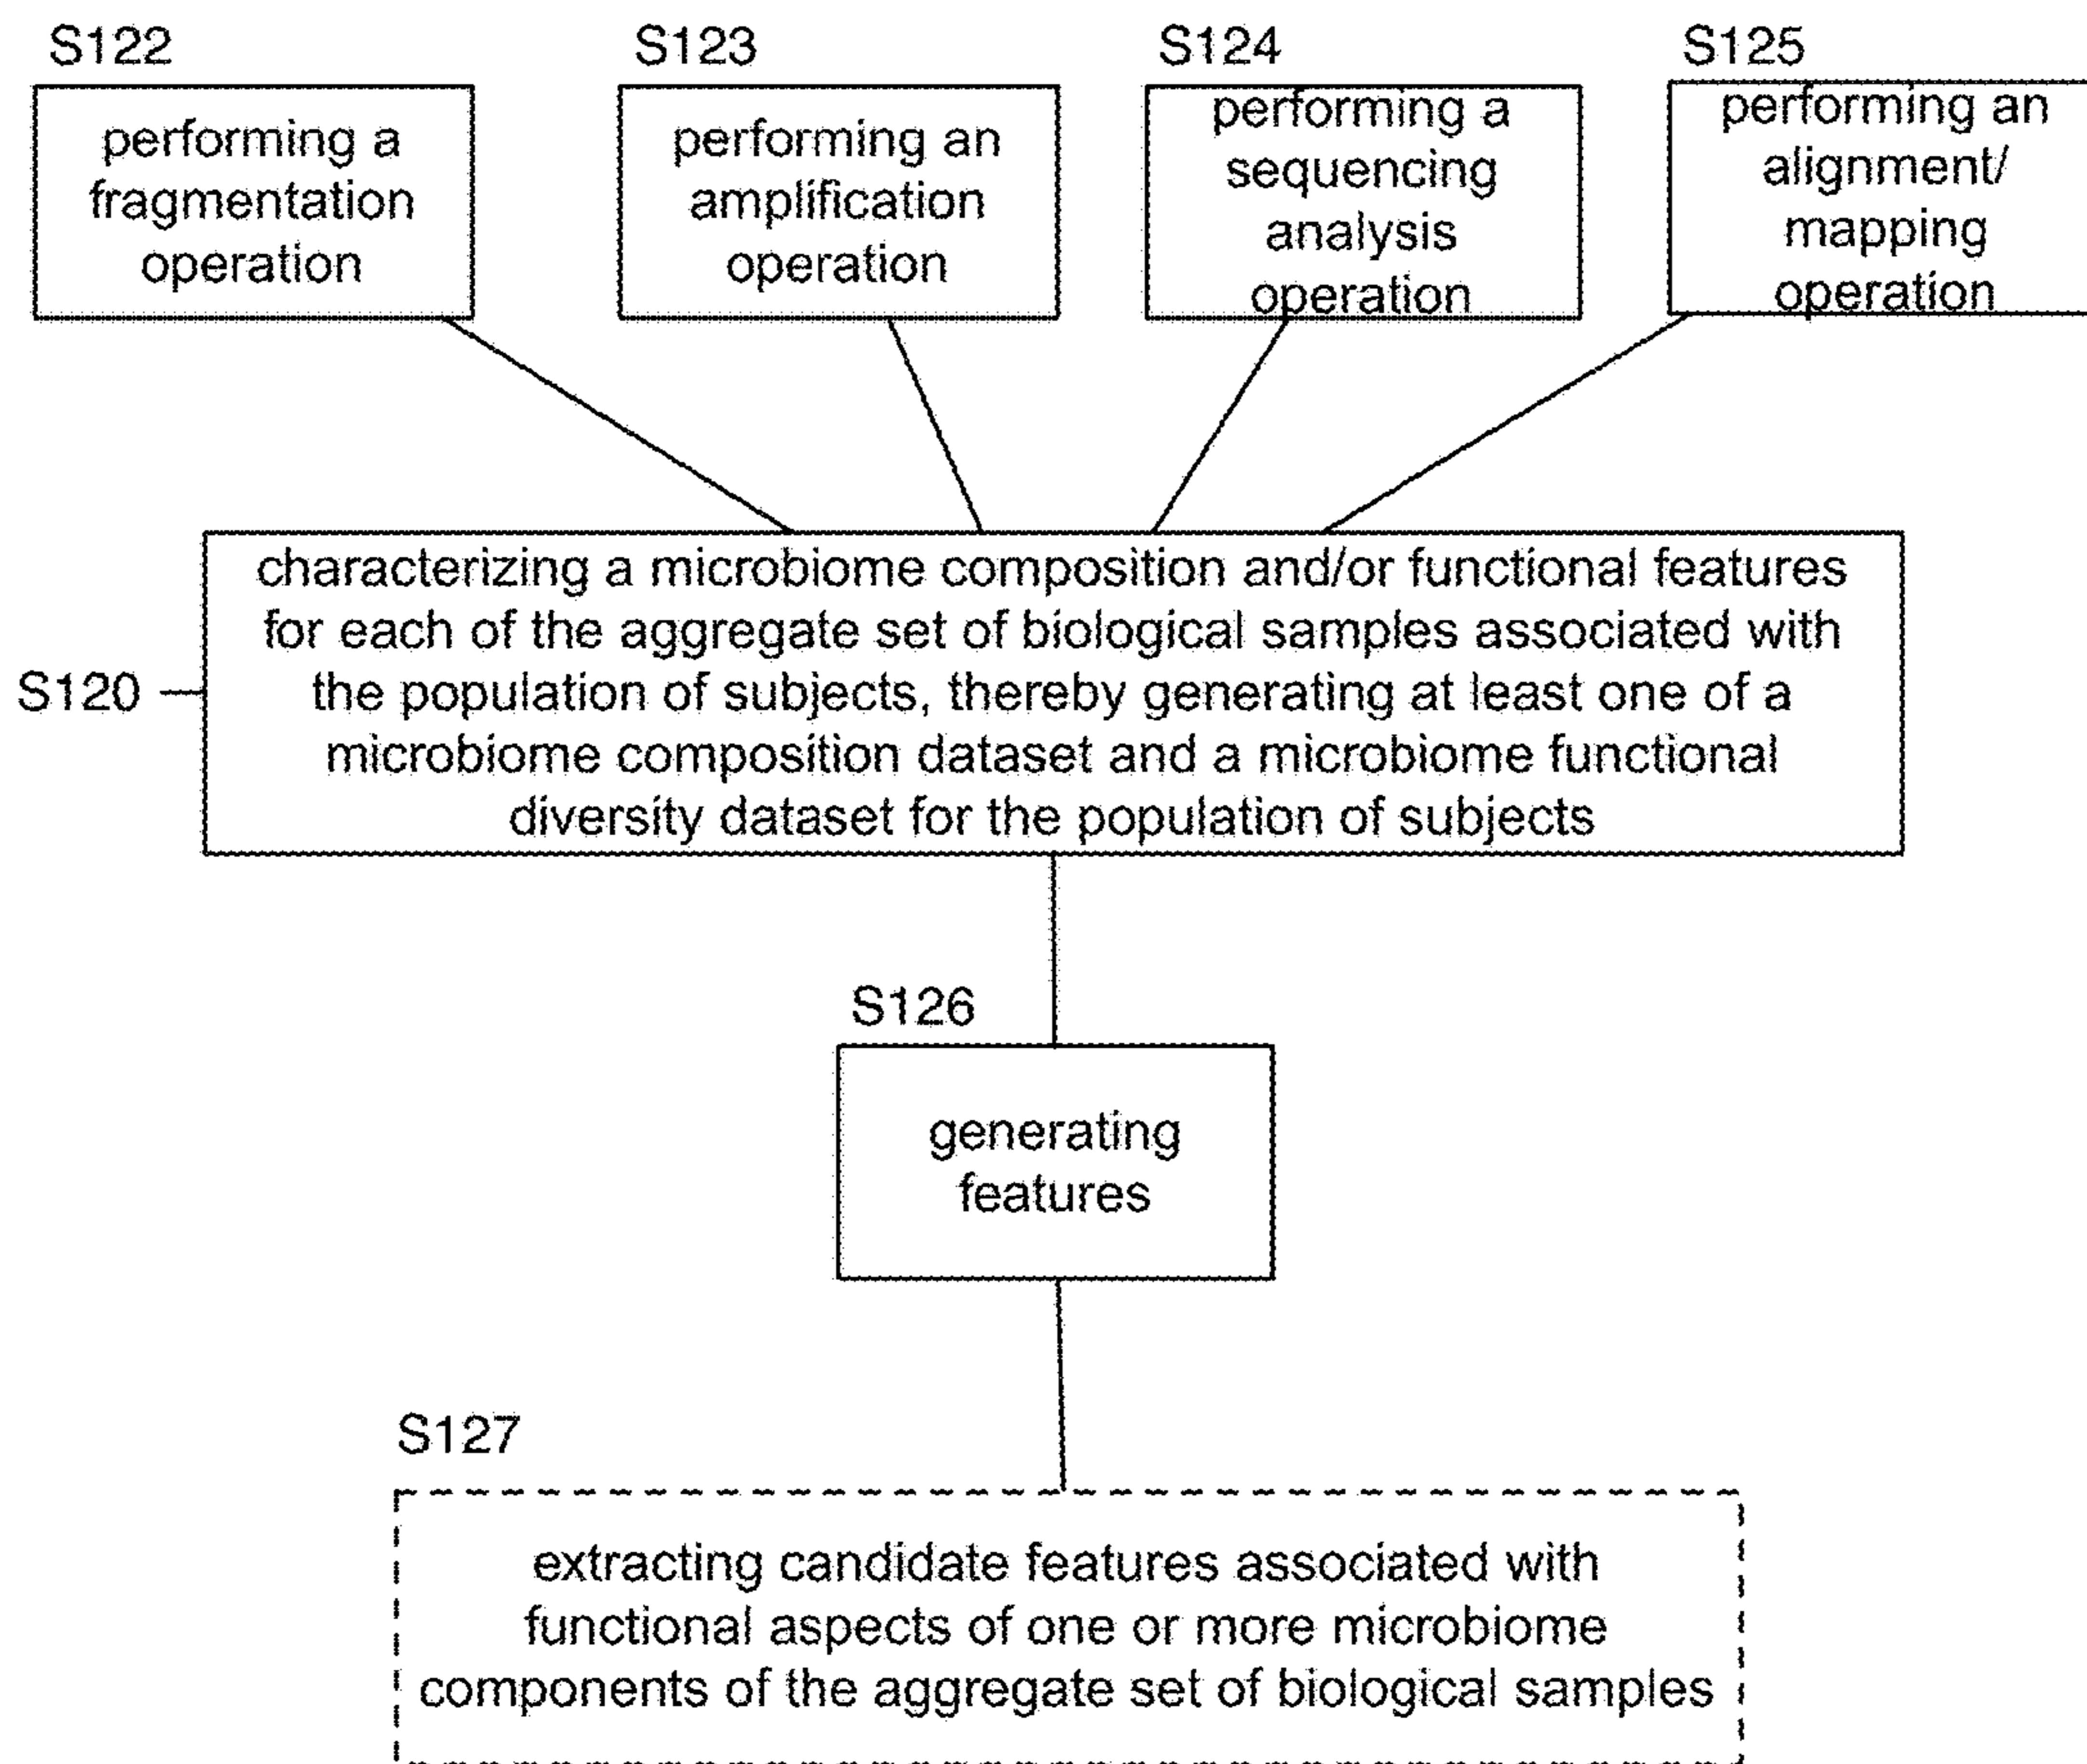 S122
performing a
fragmentation
operation
S123
performing an
amplification
operation
S124
performing a
sequencing
analysis
operation
S125
performing an
alignment/
mapping
operation
S120
characterizing a microbiome composition and/or functional features
for each of the aggregate set of biological samples associated with
the population of subjects, thereby generating at least one of a
microbiome composition dataset and a microbiome functional
diversity dataset for the population of subjects
S126
generating
features
S127
extracting candidate features associated with
functional aspects of one or more microbiome
components of the aggregate set of biological samples